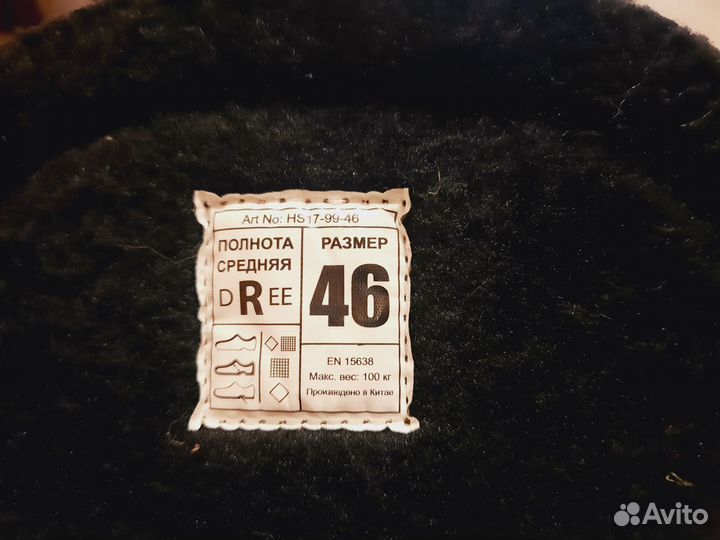 Art No: HS17-99-46
ПОЛНОТА
СРЕДНЯЯ
D R EE
РАЗМЕР
46
EN 15638
Макс. вес: 100 кг
Произведено в Китае
Avito